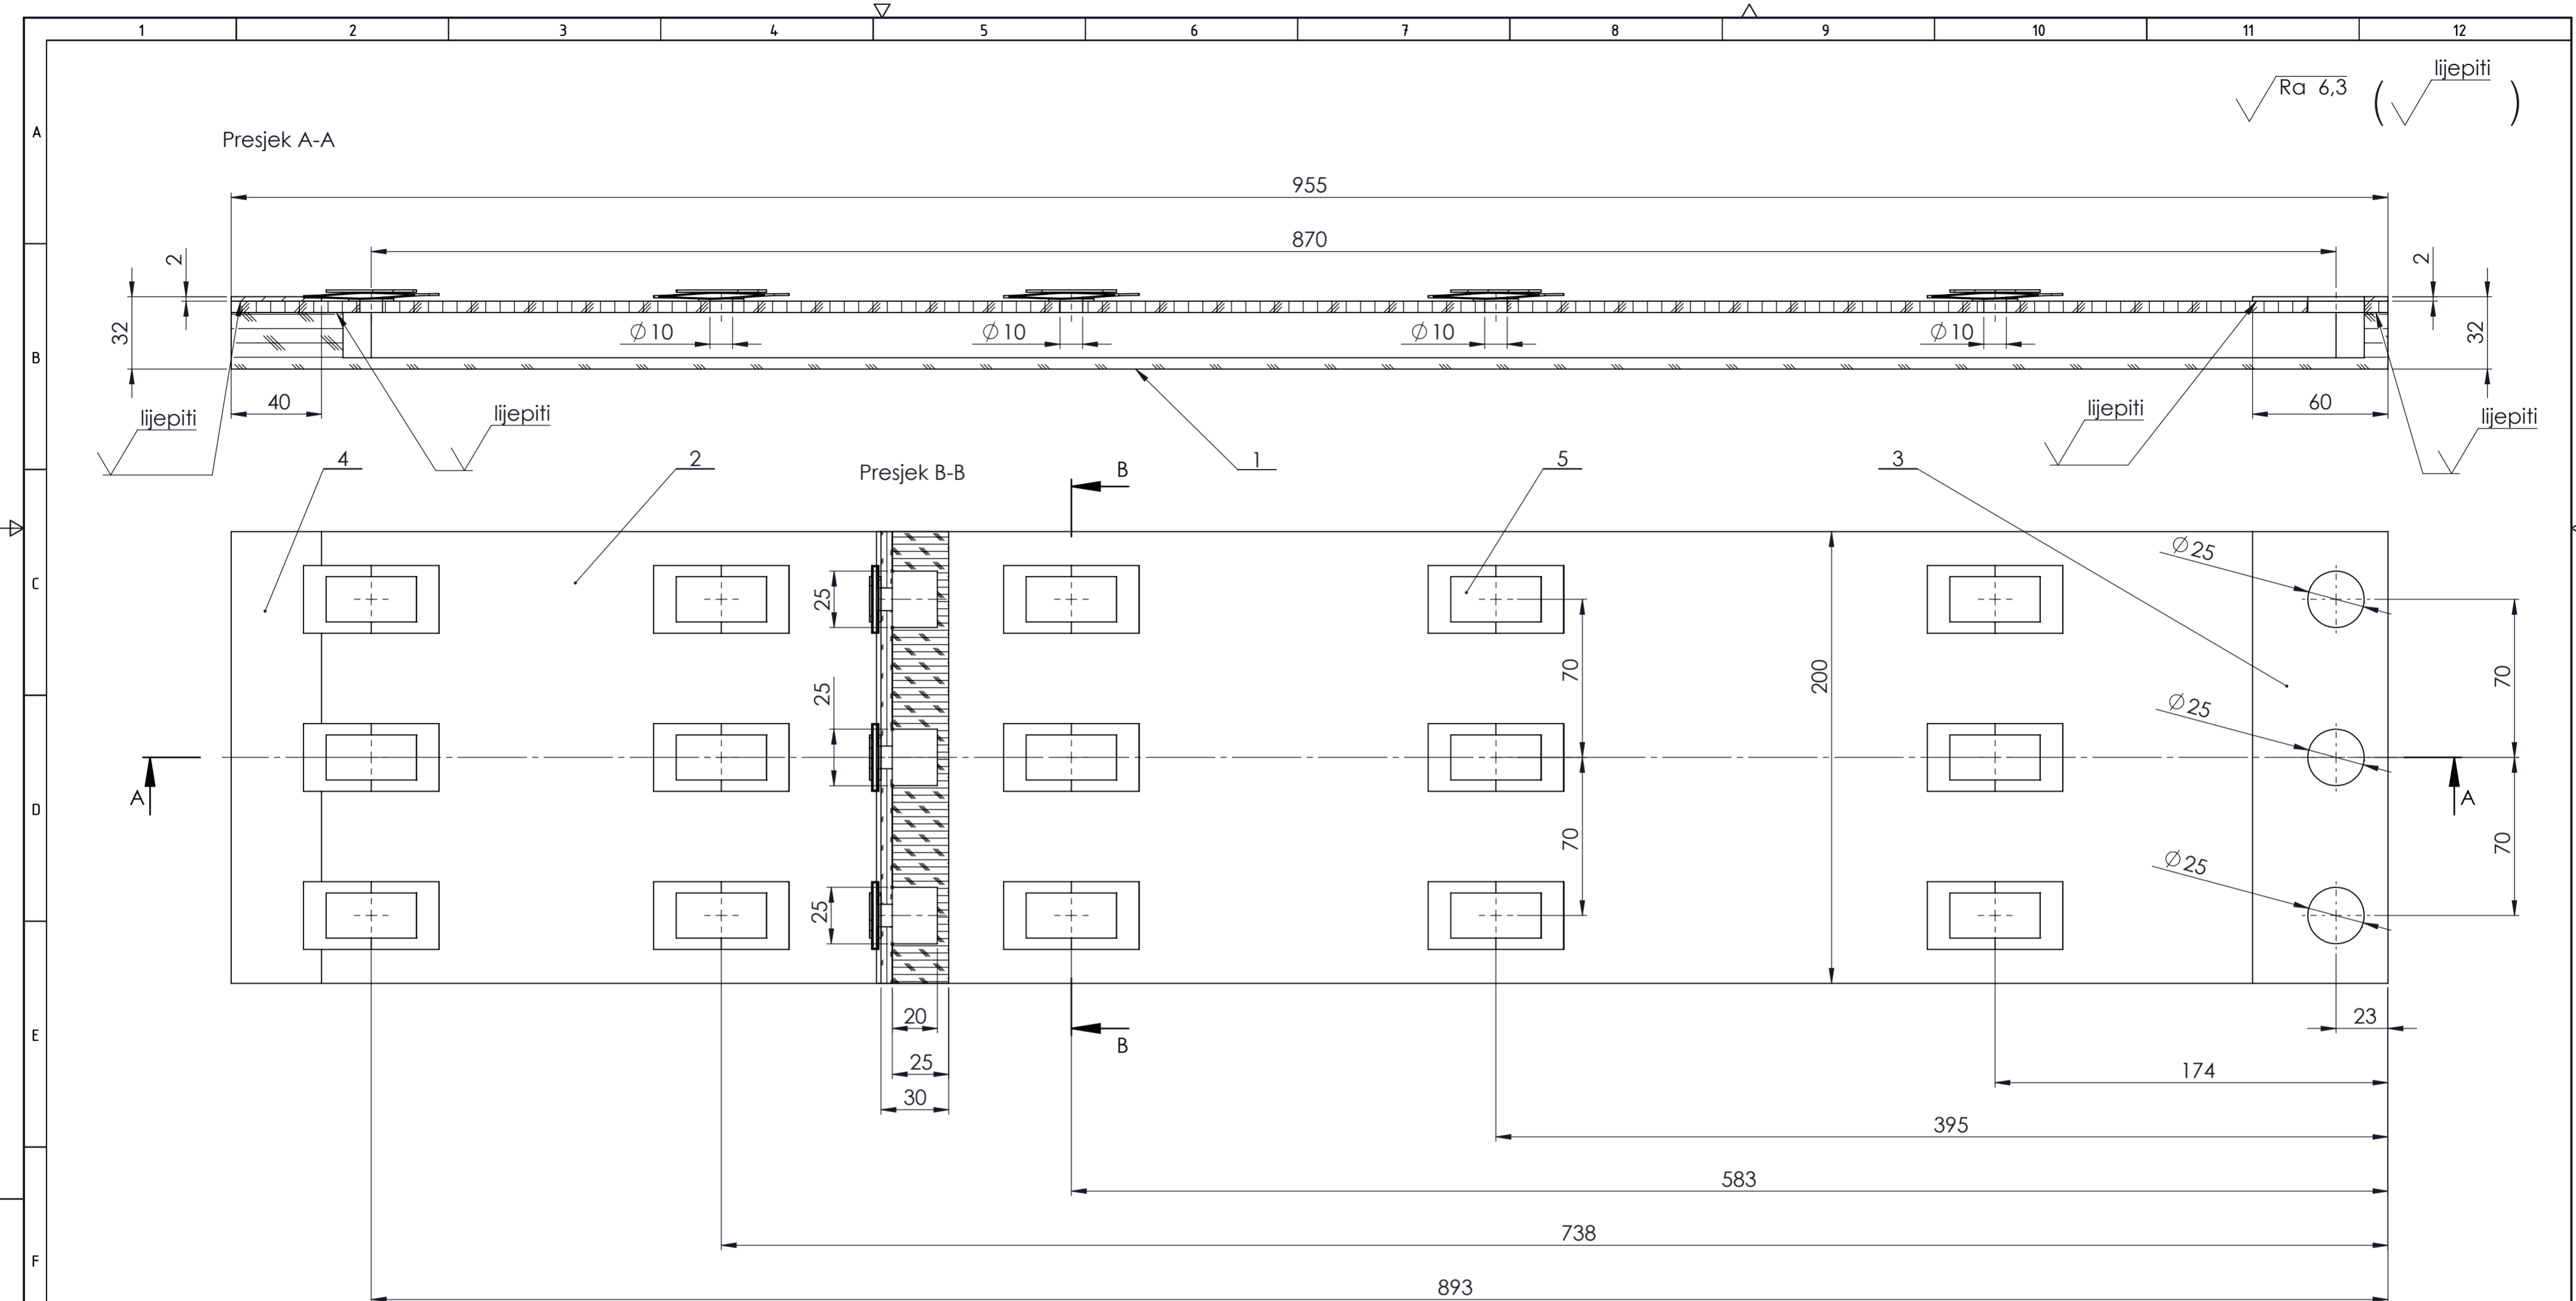 1 2 3 4 5 6 7 8 9 10 11 12
lijepiti
Ra 6,3 ( )
A
Presjek A-A
955
870
2 2
32 32
Ø10 Ø10 Ø10 Ø10
B
40 60
lijepiti lijepiti lijepiti lijepiti
4 2 1 5 3
Presjek B-B B
Ø25
C
25
70 70
200
25
Ø25
A A
D
70 70
Ø25
25
20 23
E
B
25
174
30
395
583
738
F
893